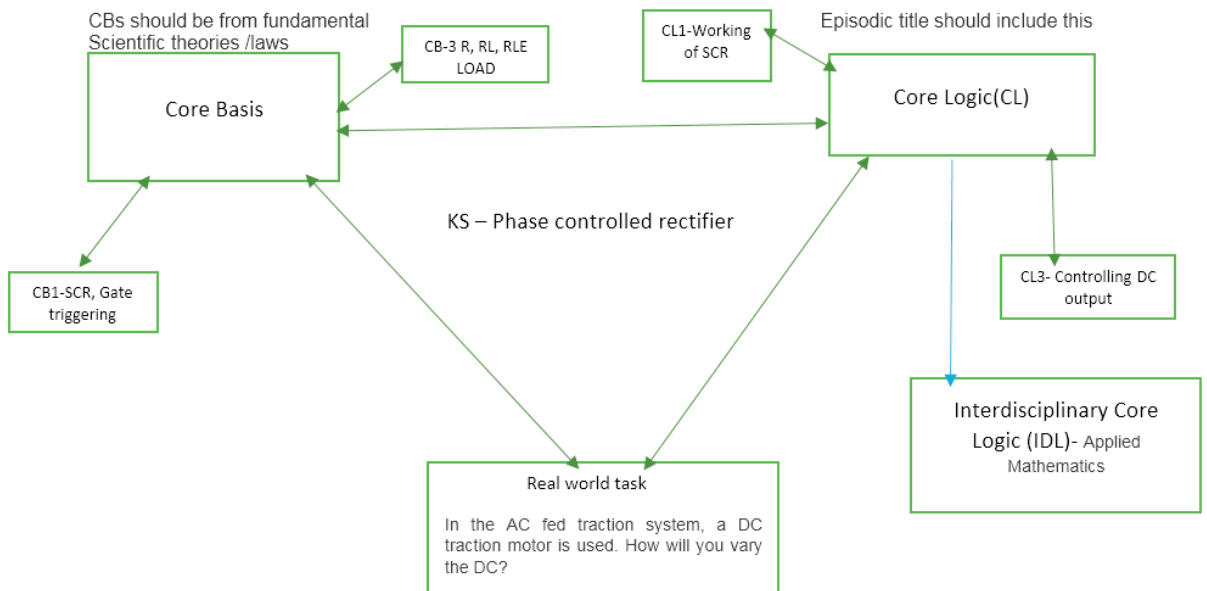 CBs should be from fundamental
Scientific theories /laws
Episodic title should include this
CB-3 R, RL, RLE
LOAD
CL1-Working
of SCR
Core Basis
Core Logic(CL)
KS – Phase controlled rectifier
CB1-SCR, Gate
triggering
CL3- Controlling DC
output
Interdisciplinary Core
Logic (IDL)- Applied
Mathematics
Real world task
In the AC fed traction system, a DC
traction motor is used. How will you vary
the DC?